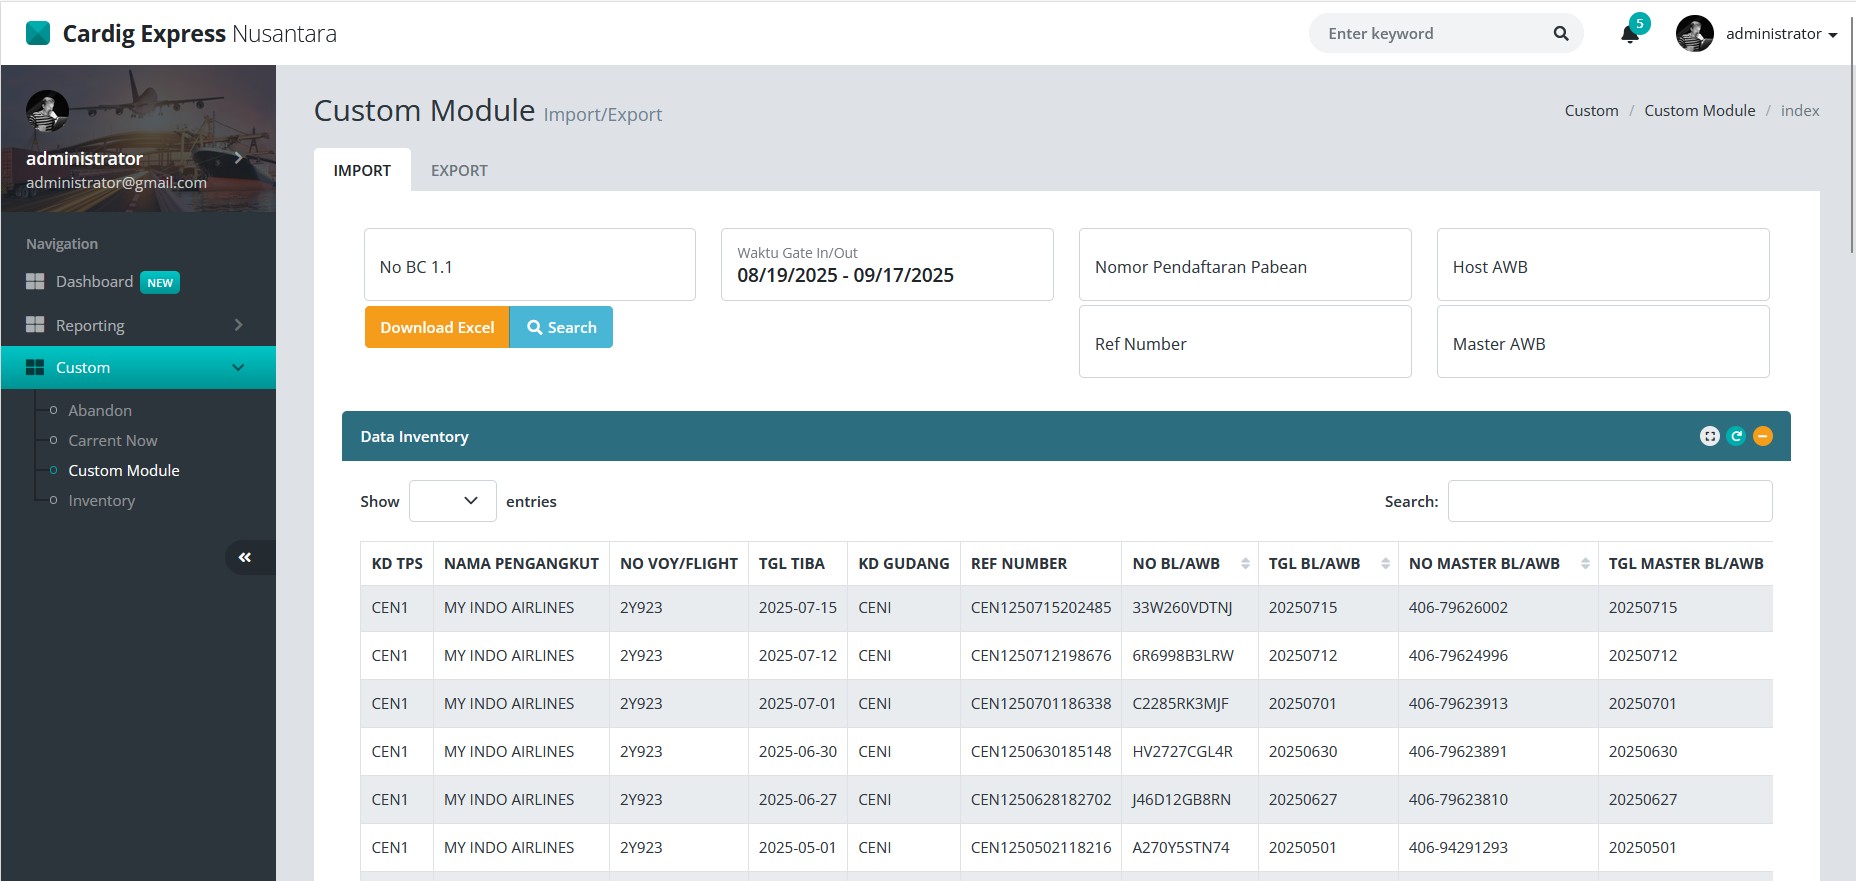 Cardig Express Nusantara
Enter keyword
5
administrator
administrator
administrator@gmail.com
Navigation
Dashboard NEW
Reporting
Custom
Abandon
Carrent Now
Custom Module
Inventory
Custom Module Import/Export
Custom / Custom Module / index
IMPORT EXPORT
No BC 1.1
Waktu Gate In/Out
08/19/2025 - 09/17/2025
Nomor Pendaftaran Pabean
Host AWB
Download Excel Search
Ref Number
Master AWB
Data Inventory
Show entries
Search:
KD TPS NAMA PENGANGKUT NO VOY/FLIGHT TGL TIBA KD GUDANG REF NUMBER NO BL/AWB TGL BL/AWB NO MASTER BL/AWB TGL MASTER BL/AWB
CEN1 MY INDO AIRLINES 2Y923 2025-07-15 CENI CEN1250715202485 33W260VDTNJ 20250715 406-79626002 20250715
CEN1 MY INDO AIRLINES 2Y923 2025-07-12 CENI CEN1250712198676 6R6998B3LRW 20250712 406-79624996 20250712
CEN1 MY INDO AIRLINES 2Y923 2025-07-01 CENI CEN1250701186338 C2285RK3MJF 20250701 406-79623913 20250701
CEN1 MY INDO AIRLINES 2Y923 2025-06-30 CENI CEN1250630185148 HV2727CGL4R 20250630 406-79623891 20250630
CEN1 MY INDO AIRLINES 2Y923 2025-06-27 CENI CEN1250628182702 J46D12GB8RN 20250627 406-79623810 20250627
CEN1 MY INDO AIRLINES 2Y923 2025-05-01 CENI CEN1250502118216 A270Y5STN74 20250501 406-94291293 20250501